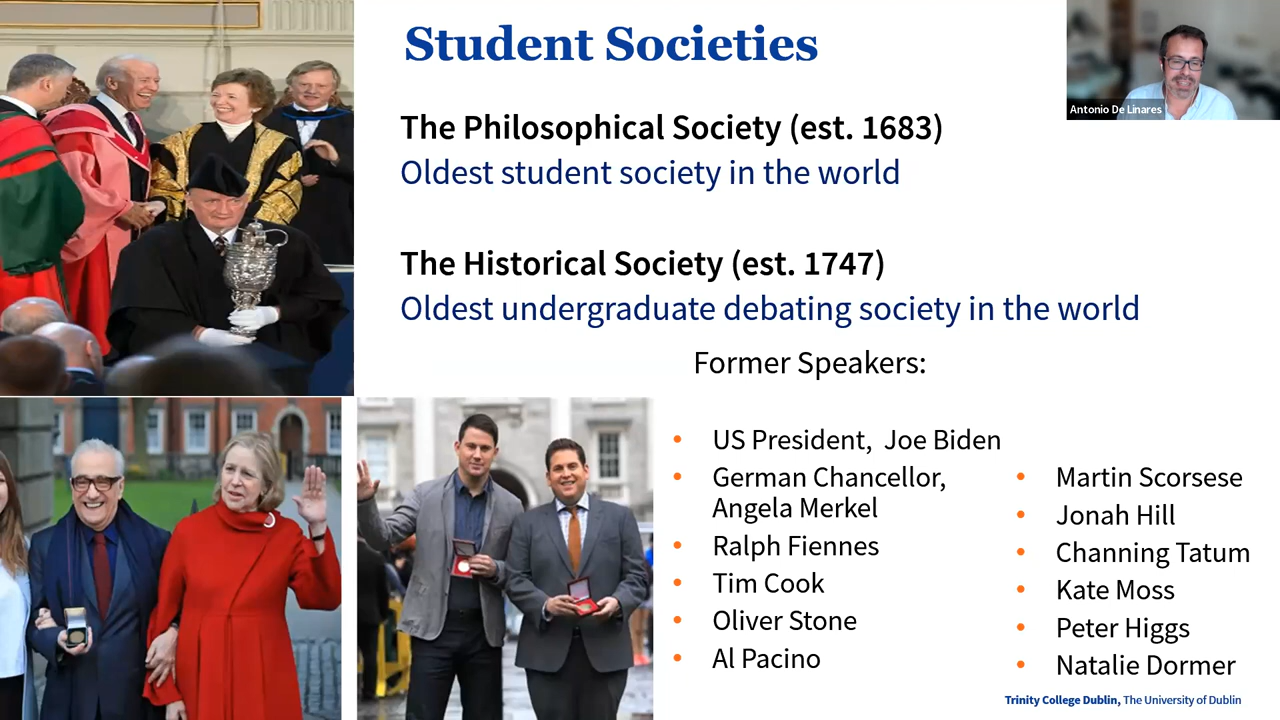 Student Societies
Antonio De Linares
The Philosophical Society (est. 1683)
Oldest student society in the world
The Historical Society (est. 1747)
Oldest undergraduate debating society in the world
Former Speakers:
• US President, Joe Biden
• German Chancellor,
Angela Merkel
• Ralph Fiennes
• Tim Cook
• Oliver Stone
• Al Pacino
• Martin Scorsese
• Jonah Hill
• Channing Tatum
• Kate Moss
• Peter Higgs
• Natalie Dormer
Trinity College Dublin, The University of Dublin